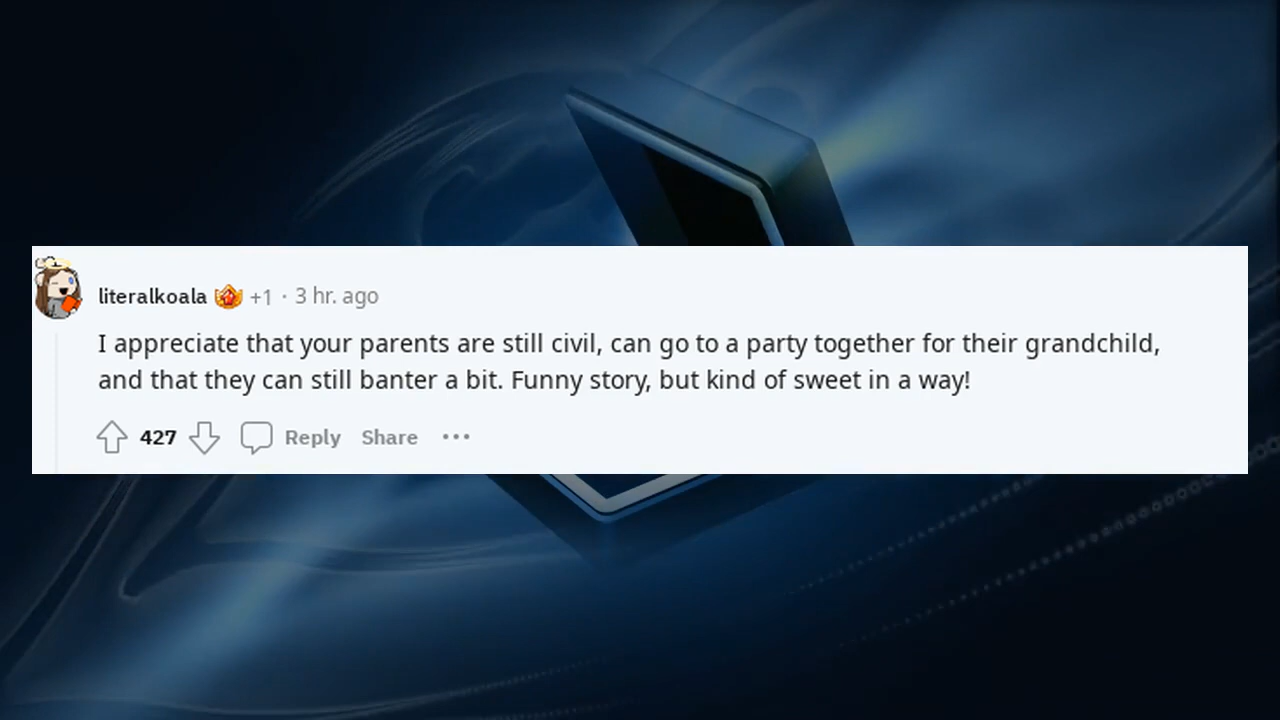 literalkoala +1 · 3 hr. ago
I appreciate that your parents are still civil, can go to a party together for their grandchild,
and that they can still banter a bit. Funny story, but kind of sweet in a way!
427 Reply Share •••